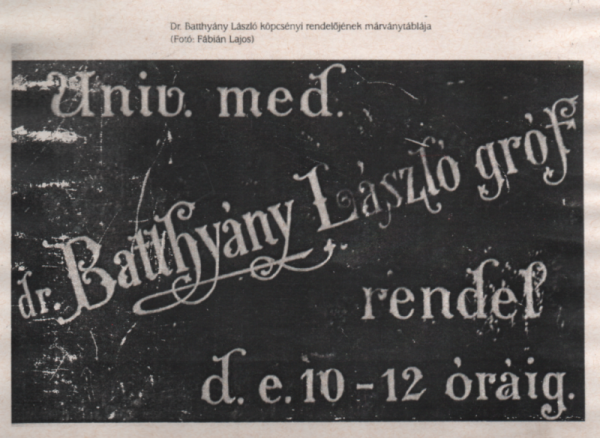 Dr. Batthyány László köpcsényi rendelőjének márványtáblája
(Fotó: Fábián Lajos)
Univ. med.
dr. Batthyány László gróf
rendel
d. e. 10 - 12 óráig.